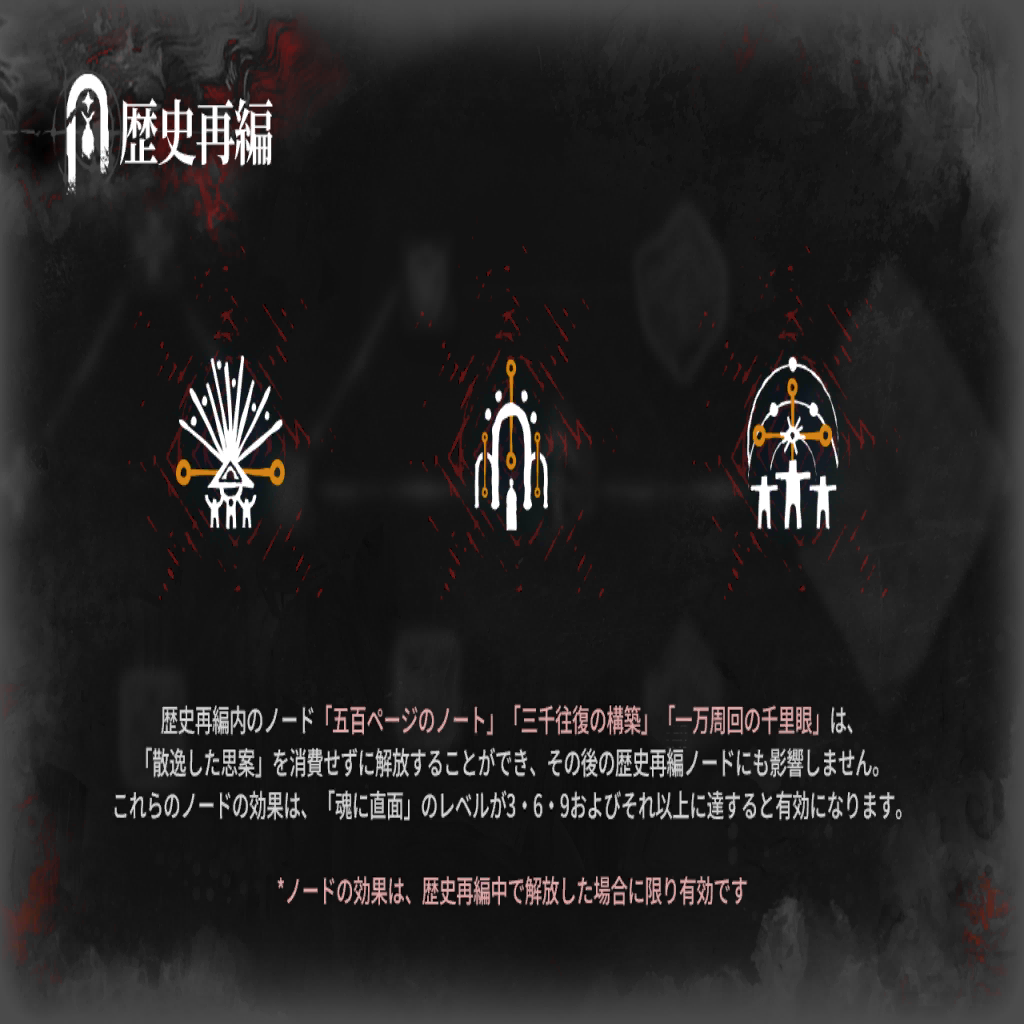 歴史再編
歴史再編内のノード「五百ページのノート」「三千往復の構築」「一万周回の千里眼」は、
「散逸した思案」を消費せずに解放することができ、その後の歴史再編ノードにも影響しません。
これらのノードの効果は、「魂に直面」のレベルが3・6・9およびそれ以上に達すると有効になります。
*ノードの効果は、歴史再編中で解放した場合に限り有効です